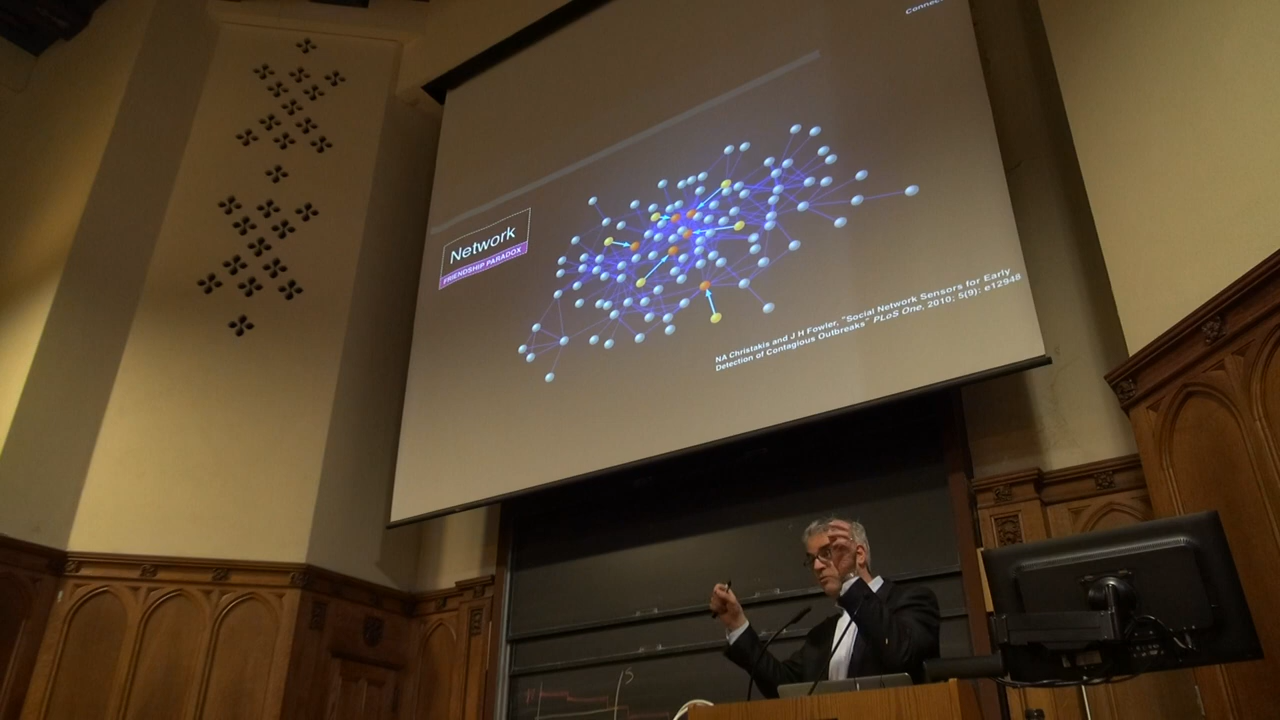 Network
FRIENDSHIP PARADOX
NA Christakis and J H Fowler, "Social Network Sensors for Early
Detection of Contagious Outbreaks" PLoS One, 2010; 5(9): e12948